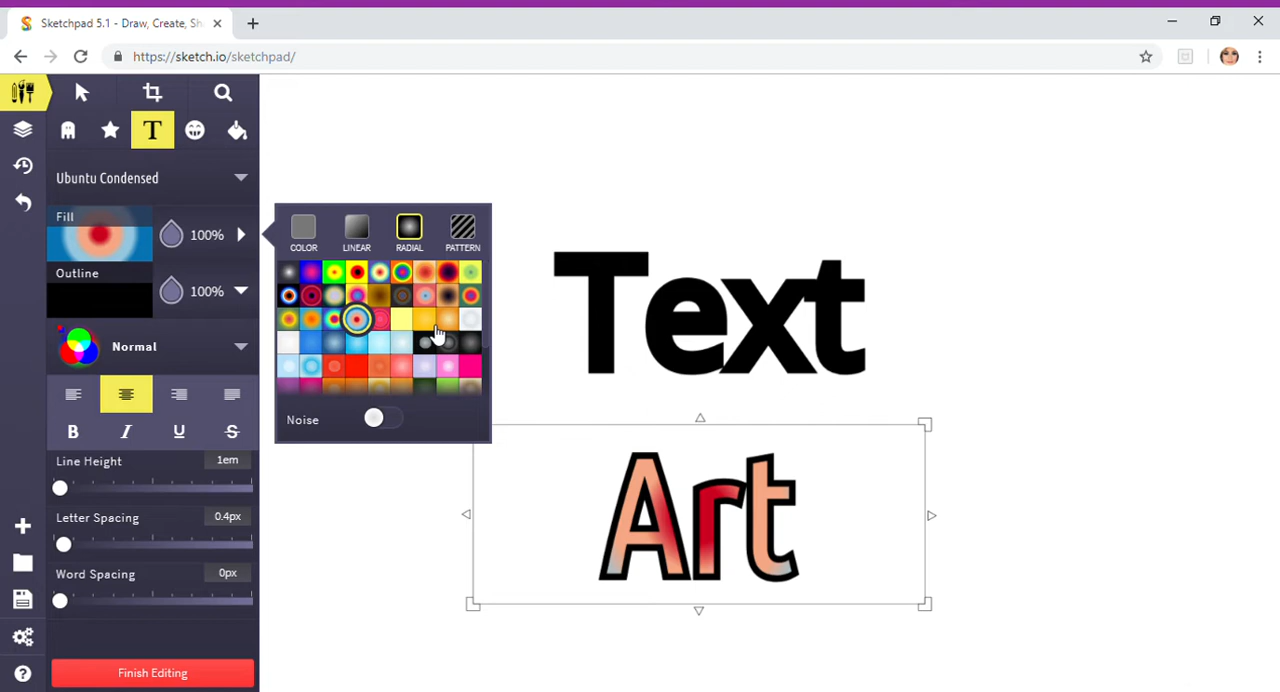 Sketchpad 5.1 - Draw, Create, Sh
https://sketch.io/sketchpad/
T
Ubuntu Condensed
Fill
100%
COLOR
LINEAR
RADIAL
PATTERN
Outline
100%
Normal
B I U S
Noise
Line Height
1em
Letter Spacing
0.4px
Word Spacing
0px
Finish Editing
Text
Art